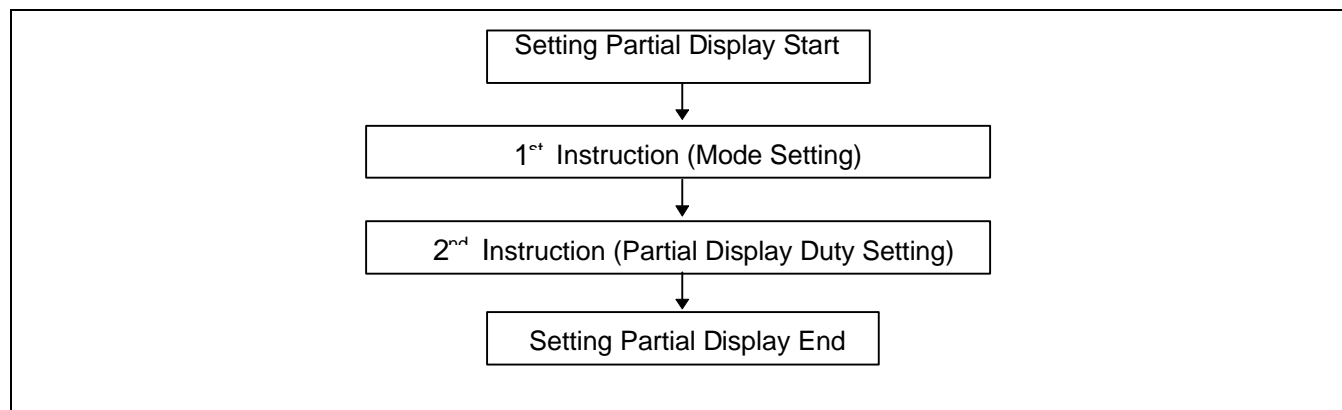 Setting Partial Display Start
1st Instruction (Mode Setting)
2nd Instruction (Partial Display Duty Setting)
Setting Partial Display End